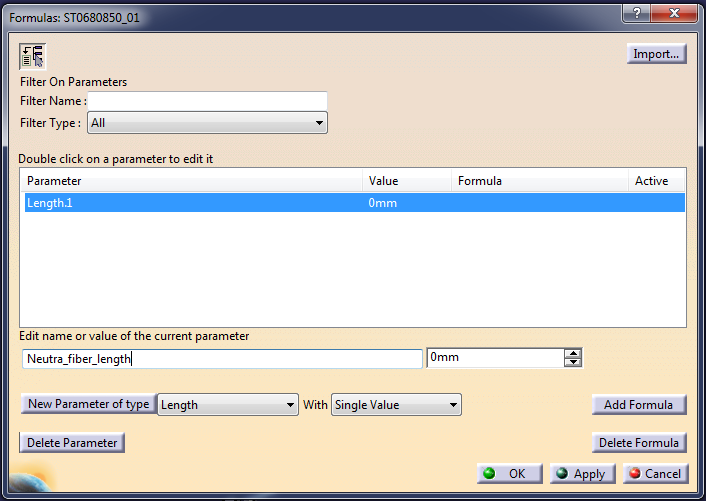 Formulas: ST0680850_01
Import...
Filter On Parameters
Filter Name :
Filter Type : All
Double click on a parameter to edit it
Parameter Value Formula Active
Length.1 0mm
Edit name or value of the current parameter
Neutra_fiber_length 0mm
New Parameter of type Length With Single Value Add Formula
Delete Parameter Delete Formula
OK Apply Cancel